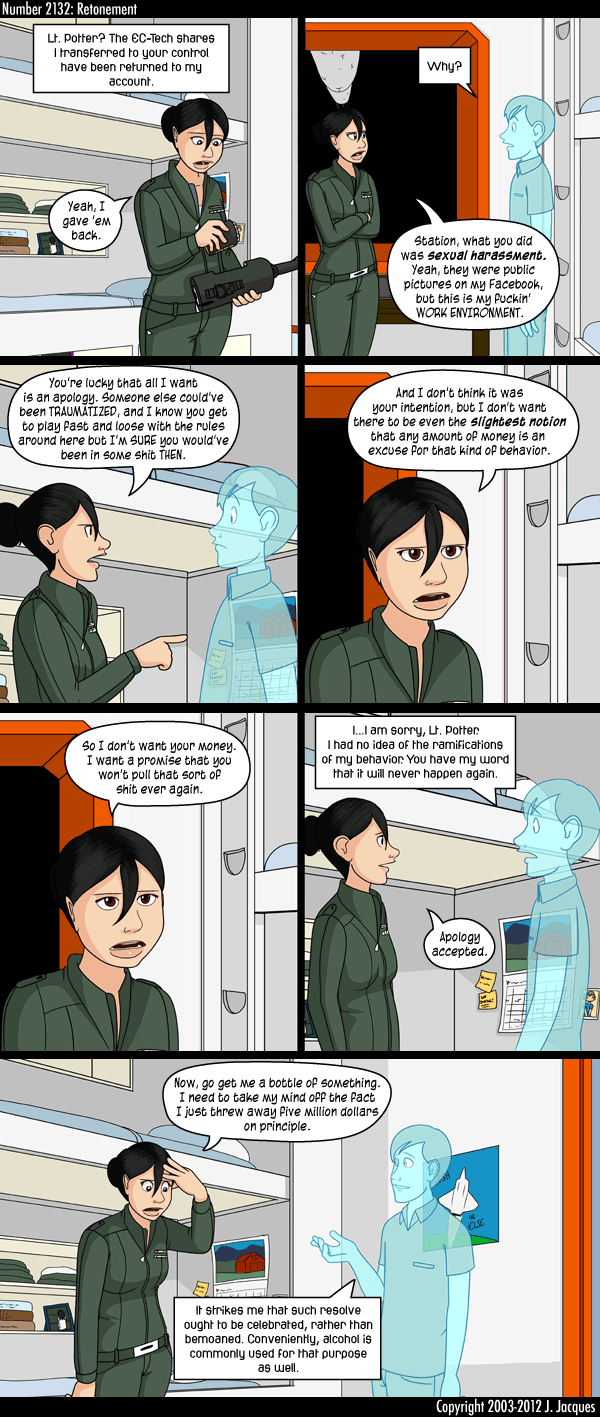 Number 2132: Retonement
Lt. Potter? The EC-Tech shares
I transferred to your control
have been returned to my
account.
Yeah, I
gave 'em
back.
Why?
Station, what you did
was sexual harassment.
Yeah, they were public
pictures on my Facebook,
but this is my fuckin'
WORK ENVIRONMENT.
You're lucky that all I want
is an apology. Someone else could've
been TRAUMATIZED, and I know you get
to play fast and loose with the rules
around here but I'M SURE you would've
been in some shit THEN.
And I don't think it was
your intention, but I don't want
there to be even the slightest notion
that any amount of money is an
excuse for that kind of behavior.
So I don't want your money.
I want a promise that you
won't pull that sort of
shit ever again.
I...I am sorry, Lt. Potter.
I had no idea of the ramifications
of my behavior. You have my word
that it will never happen again.
Apology
accepted.
Now, go get me a bottle of something.
I need to take my mind off the fact
I just threw away five million dollars
on principle.
OR
ELSE
It strikes me that such resolve
ought to be celebrated, rather than
bemoaned. Conveniently, alcohol is
commonly used for that purpose
as well.
Copyright 2003-2012 J. Jacques